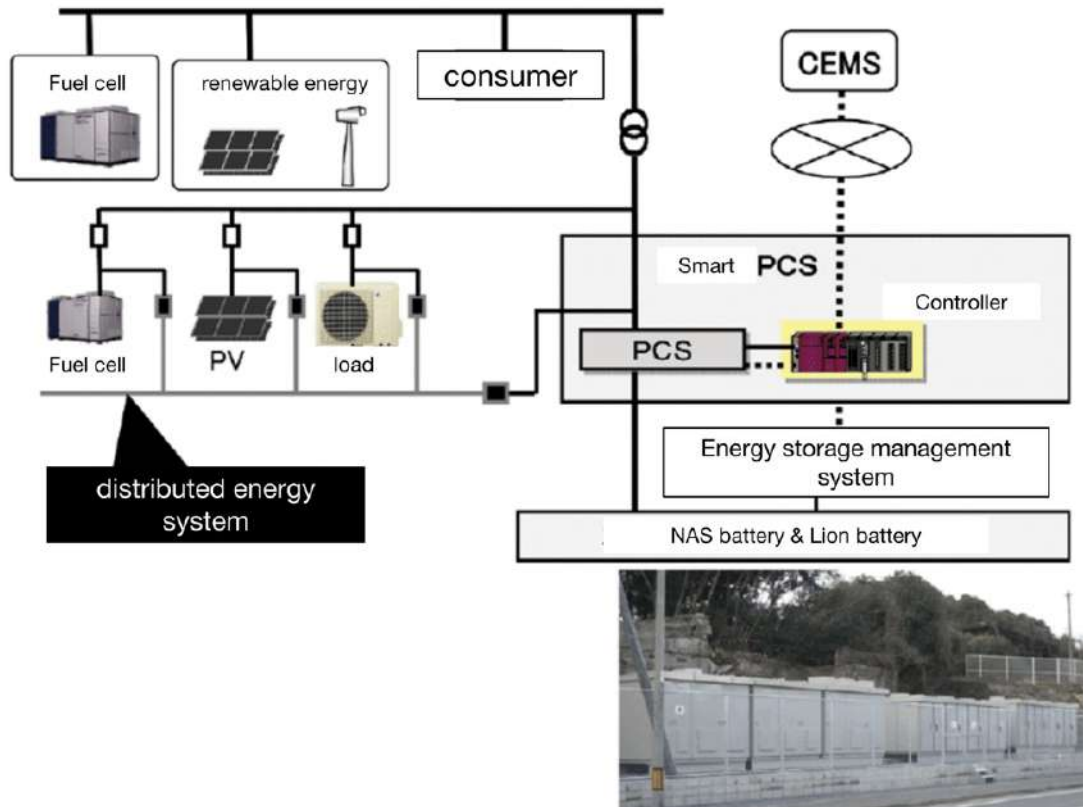 Fuel cell
renewable energy
consumer
CEMS
Smart PCS
Controller
PCS
Fuel cell
PV
load
Energy storage management
system
distributed energy
system
NAS battery & Lion battery